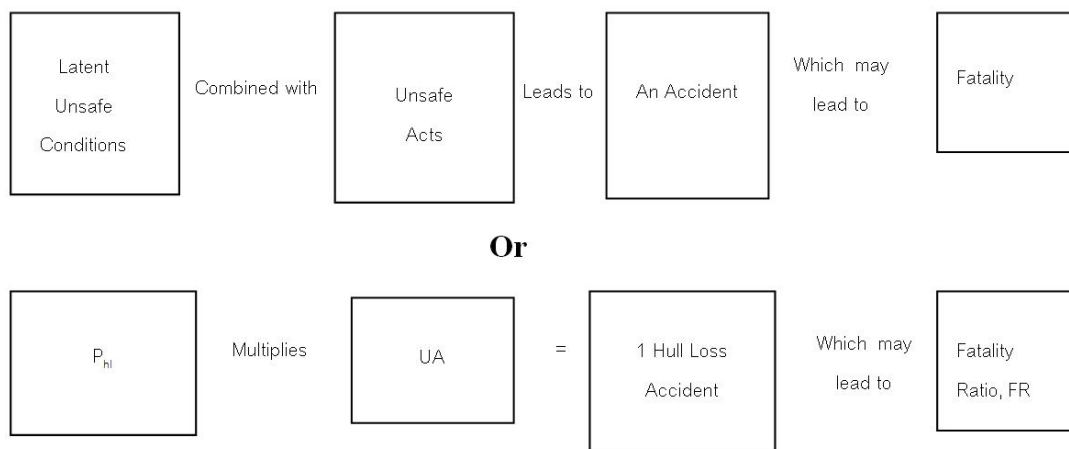 Latent
Unsafe
Conditions
Combined with
Unsafe
Acts
Leads to
An Accident
Which may
lead to
Fatality
Or
Phl
Multiplies
UA
=
1 Hull Loss
Accident
Which may
lead to
Fatality
Ratio, FR